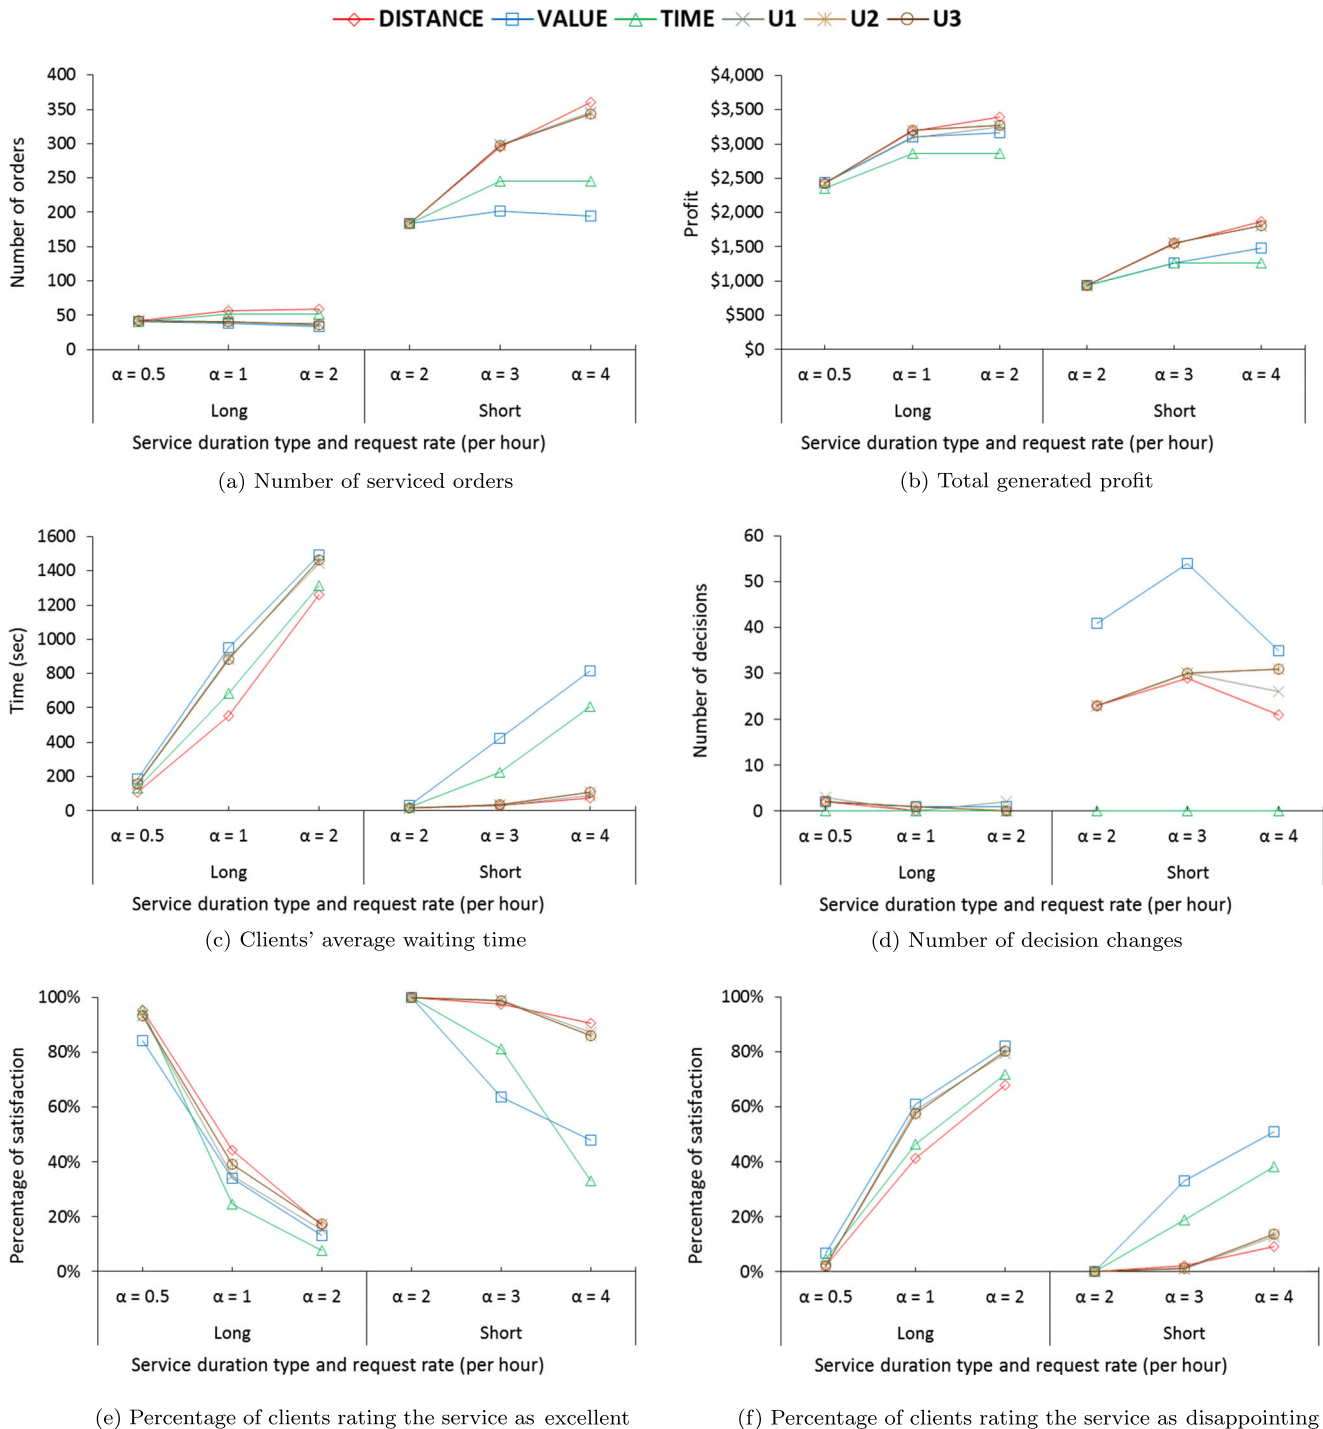 DISTANCE VALUE TIME U1 U2 U3
400
350
300
250
200
150
100
50
0
Number of orders
α = 0.5 α = 1 α = 2 α = 2 α = 3 α = 4
Long Short
Service duration type and request rate (per hour)
(a) Number of serviced orders
$4,000
$3,500
$3,000
$2,500
$2,000
$1,500
$1,000
$500
$0
Profit
α = 0.5 α = 1 α = 2 α = 2 α = 3 α = 4
Long Short
Service duration type and request rate (per hour)
(b) Total generated profit
1600
1400
1200
1000
800
600
400
200
0
Time (sec)
α = 0.5 α = 1 α = 2 α = 2 α = 3 α = 4
Long Short
Service duration type and request rate (per hour)
(c) Clients' average waiting time
60
50
40
30
20
10
0
Number of decisions
α = 0.5 α = 1 α = 2 α = 2 α = 3 α = 4
Long Short
Service duration type and request rate (per hour)
(d) Number of decision changes
100%
80%
60%
40%
20%
0%
Percentage of satisfaction
α = 0.5 α = 1 α = 2 α = 2 α = 3 α = 4
Long Short
Service duration type and request rate (per hour)
(e) Percentage of clients rating the service as excellent
100%
80%
60%
40%
20%
0%
Percentage of satisfaction
α = 0.5 α = 1 α = 2 α = 2 α = 3 α = 4
Long Short
Service duration type and request rate (per hour)
(f) Percentage of clients rating the service as disappointing